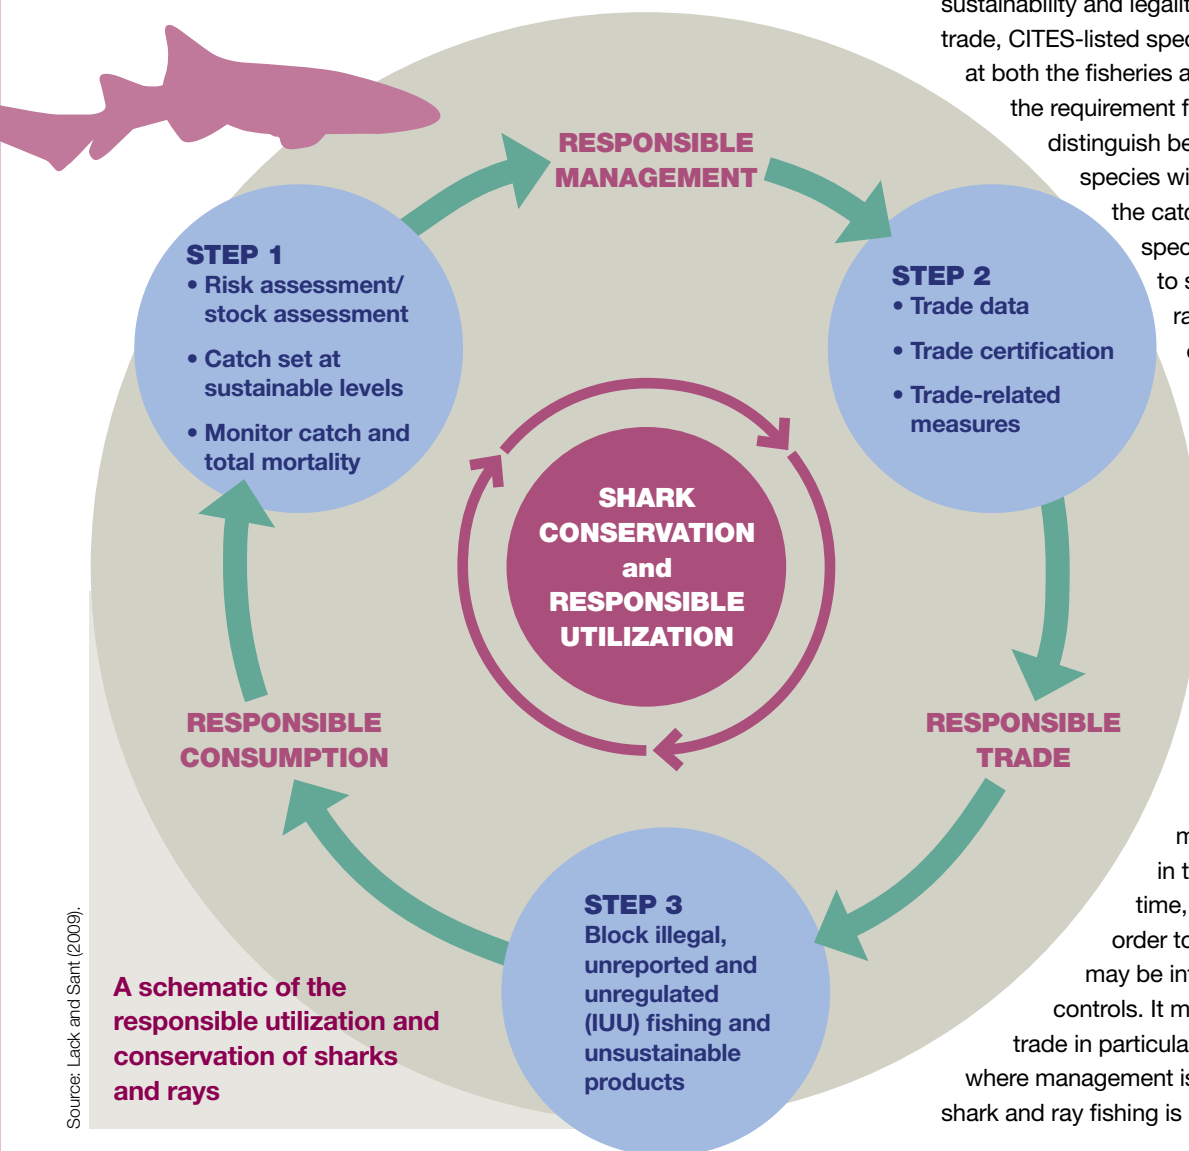 sustainability and legalit
trade, CITES-listed spec
at both the fisheries a
the requirement f
distinguish be
species wi
the catc
spec
to s
ra
RESPONSIBLE
MANAGEMENT
STEP 1
• Risk assessment/
stock assessment
• Catch set at
sustainable levels
• Monitor catch and
total mortality
STEP 2
• Trade data
• Trade certification
• Trade-related
measures
SHARK
CONSERVATION
and
RESPONSIBLE
UTILIZATION
RESPONSIBLE
CONSUMPTION
RESPONSIBLE
TRADE
STEP 3
Block illegal,
unreported and
unregulated
(IUU) fishing and
unsustainable
products
A schematic of the
responsible utilization and
conservation of sharks
and rays
Source: Lack and Sant (2009).
m
in t
time,
order to
may be int
controls. It m
trade in particula
where management is
shark and ray fishing is